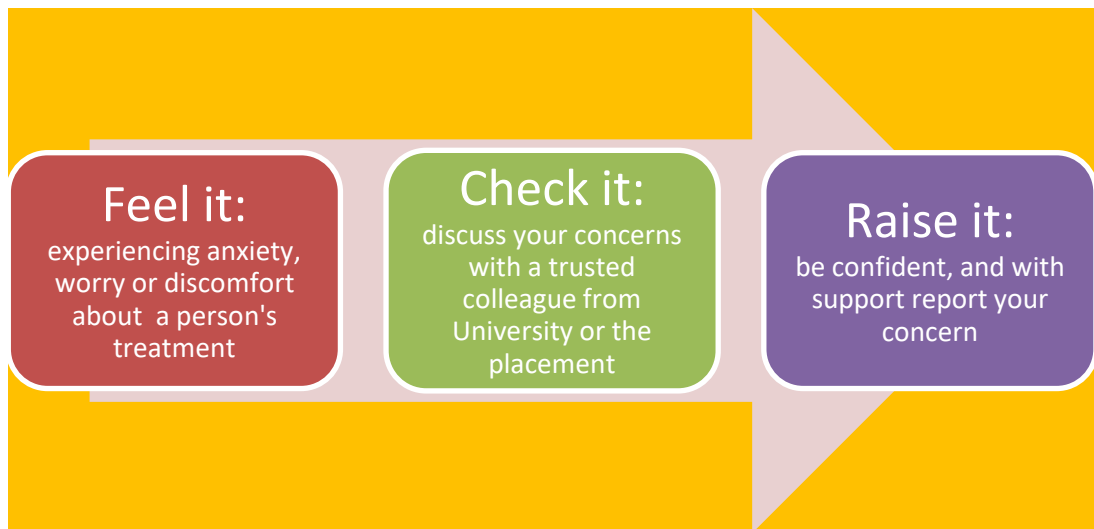 Feel it:
experiencing anxiety,
worry or discomfort
about  a person's
treatment
Check it:
discuss your concerns
with a trusted
colleague from
University or the
placement
Raise it:
be confident, and with
support report your
concern